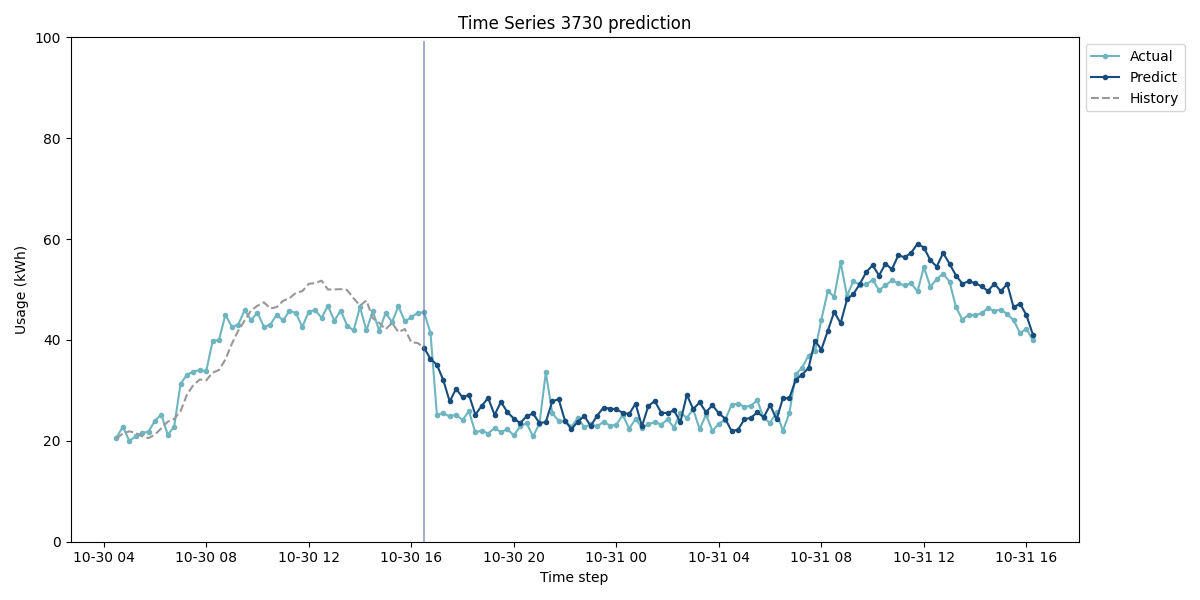 Time Series 3730 prediction
100
80
60
40
20
0
Usage (kWh)
10-30 04
10-30 08
10-30 12
10-30 16
10-30 20
10-31 00
10-31 04
10-31 08
10-31 12
10-31 16
Time step
Actual
Predict
History